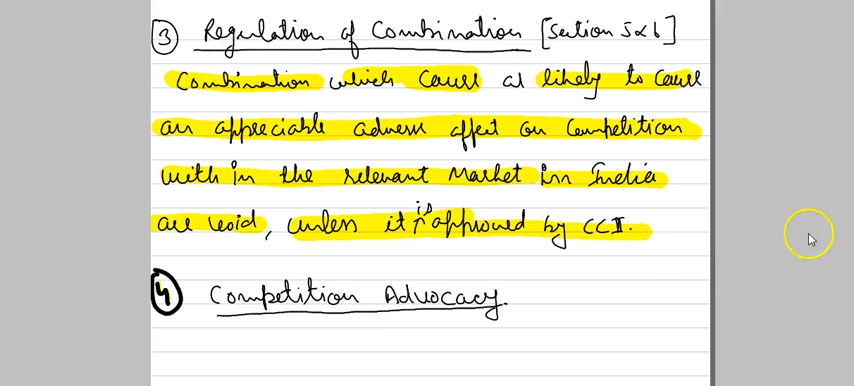 ③ Regulation of Combination [Section 5 & 6]
Combination which cause or likely to cause
an appreciable adverse affect on Competition
with in the relevant Market in India
are void, unless it is approved by CCI.
④ Competition Advocacy.